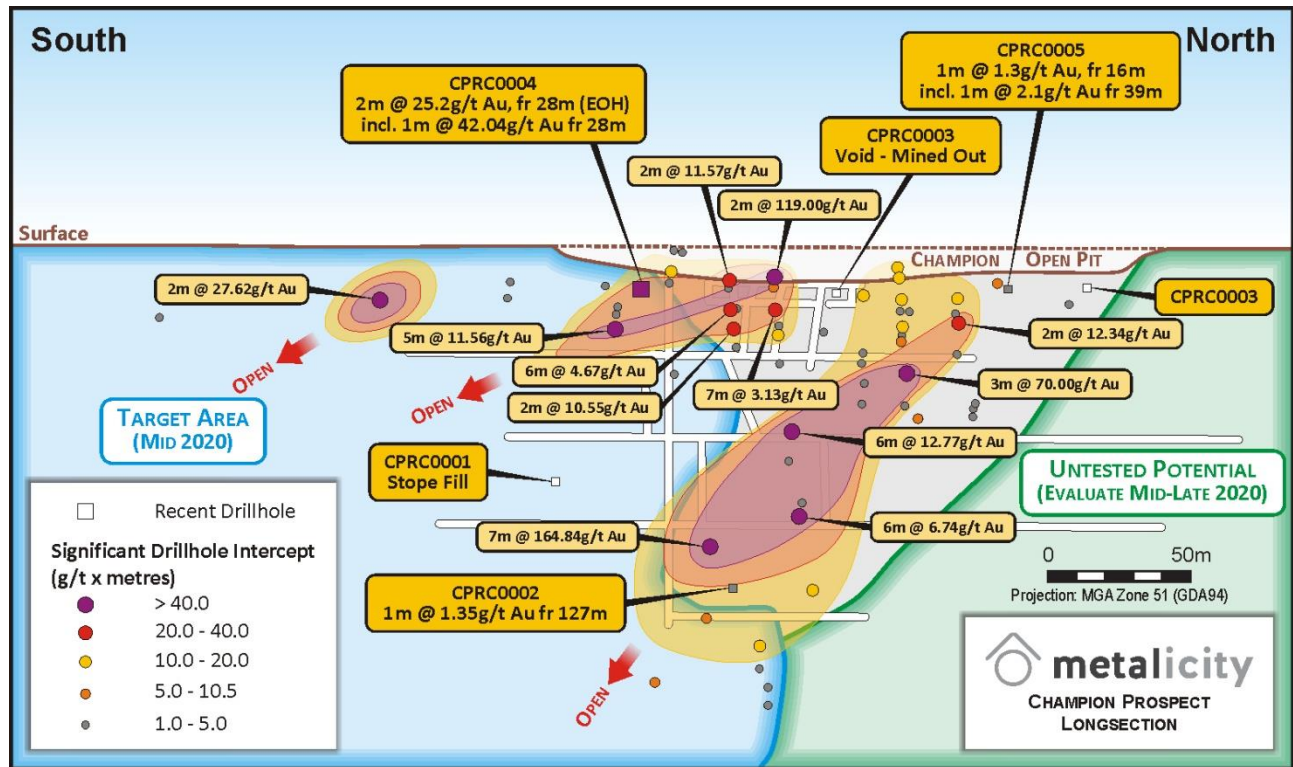 South
North
CPRC0004
2m @ 25.2g/t Au, fr 28m (EOH)
incl. 1m @ 42.04g/t Au fr 28m
CPRC0005
1m @ 1.3g/t Au, fr 16m
incl. 1m @ 2.1g/t Au fr 39m
CPRC0003
Void - Mined Out
2m @ 11.57g/t Au
2m @ 119.00g/t Au
Surface
CHAMPION OPEN PIT
2m @ 27.62g/t Au
CPRC0003
5m @ 11.56g/t Au
2m @ 12.34g/t Au
6m @ 4.67g/t Au
OPEN
OPEN
7m @ 3.13g/t Au
3m @ 70.00g/t Au
2m @ 10.55g/t Au
TARGET AREA
(MID 2020)
6m @ 12.77g/t Au
CPRC0001
Stope Fill
UNTESTED POTENTIAL
(EVALUATE MID-LATE 2020)
7m @ 164.84g/t Au
6m @ 6.74g/t Au
CPRC0002
1m @ 1.35g/t Au fr 127m
OPEN
0 50m
Projection: MGA Zone 51 (GDA94)
Recent Drillhole
Significant Drillhole Intercept
(g/t x metres)
> 40.0
20.0 - 40.0
10.0 - 20.0
5.0 - 10.5
1.0 - 5.0
metalicity
CHAMPION PROSPECT
LONGSECTION